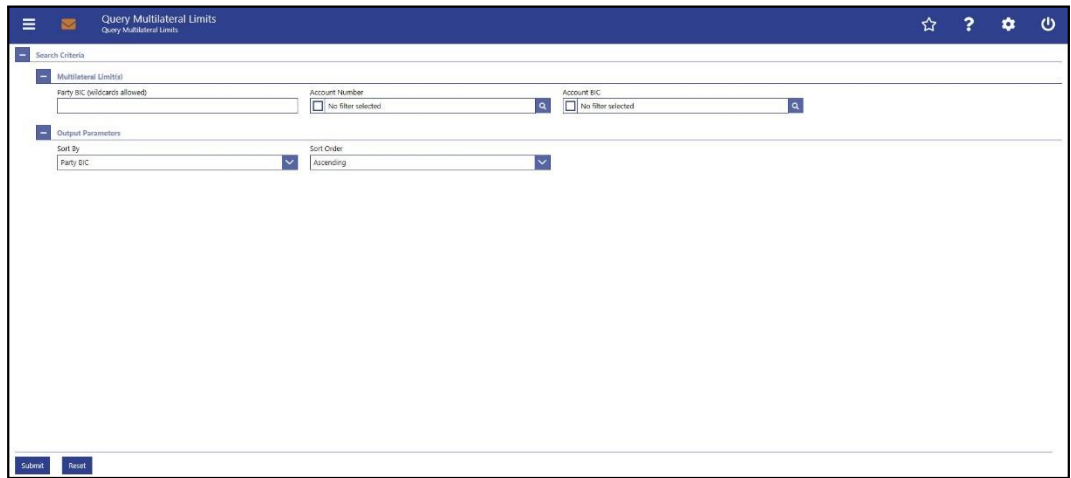 Query Multilateral Limits
Query Multilateral Limits
Search Criteria
Multilateral Limit(s)
Party BIC (wildcards allowed) Account Number Account BIC
No filter selected No filter selected
Output Parameters
Sort By Sort Order
Party BIC Ascending
Submit Reset